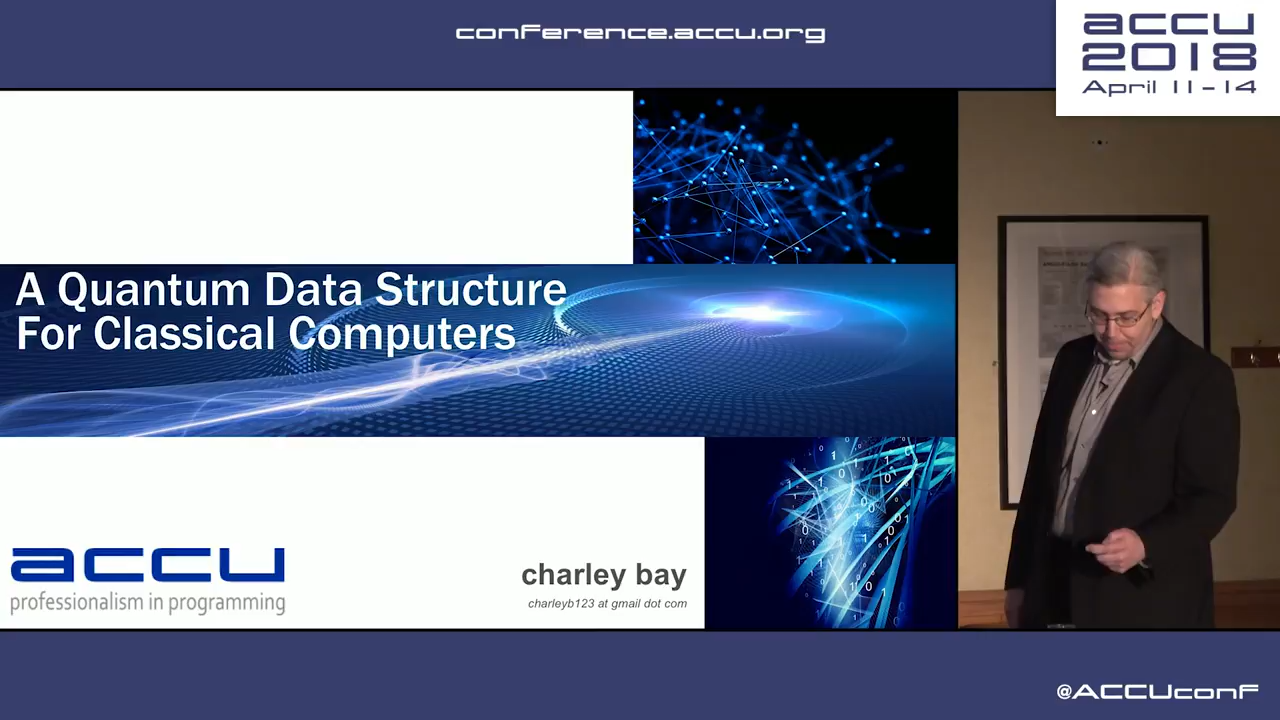 conference.accu.org
accu
2018
April 11-14
A Quantum Data Structure
For Classical Computers
accu
professionalism in programming
charley bay
charleyb123 at gmail dot com
@ACCUconf